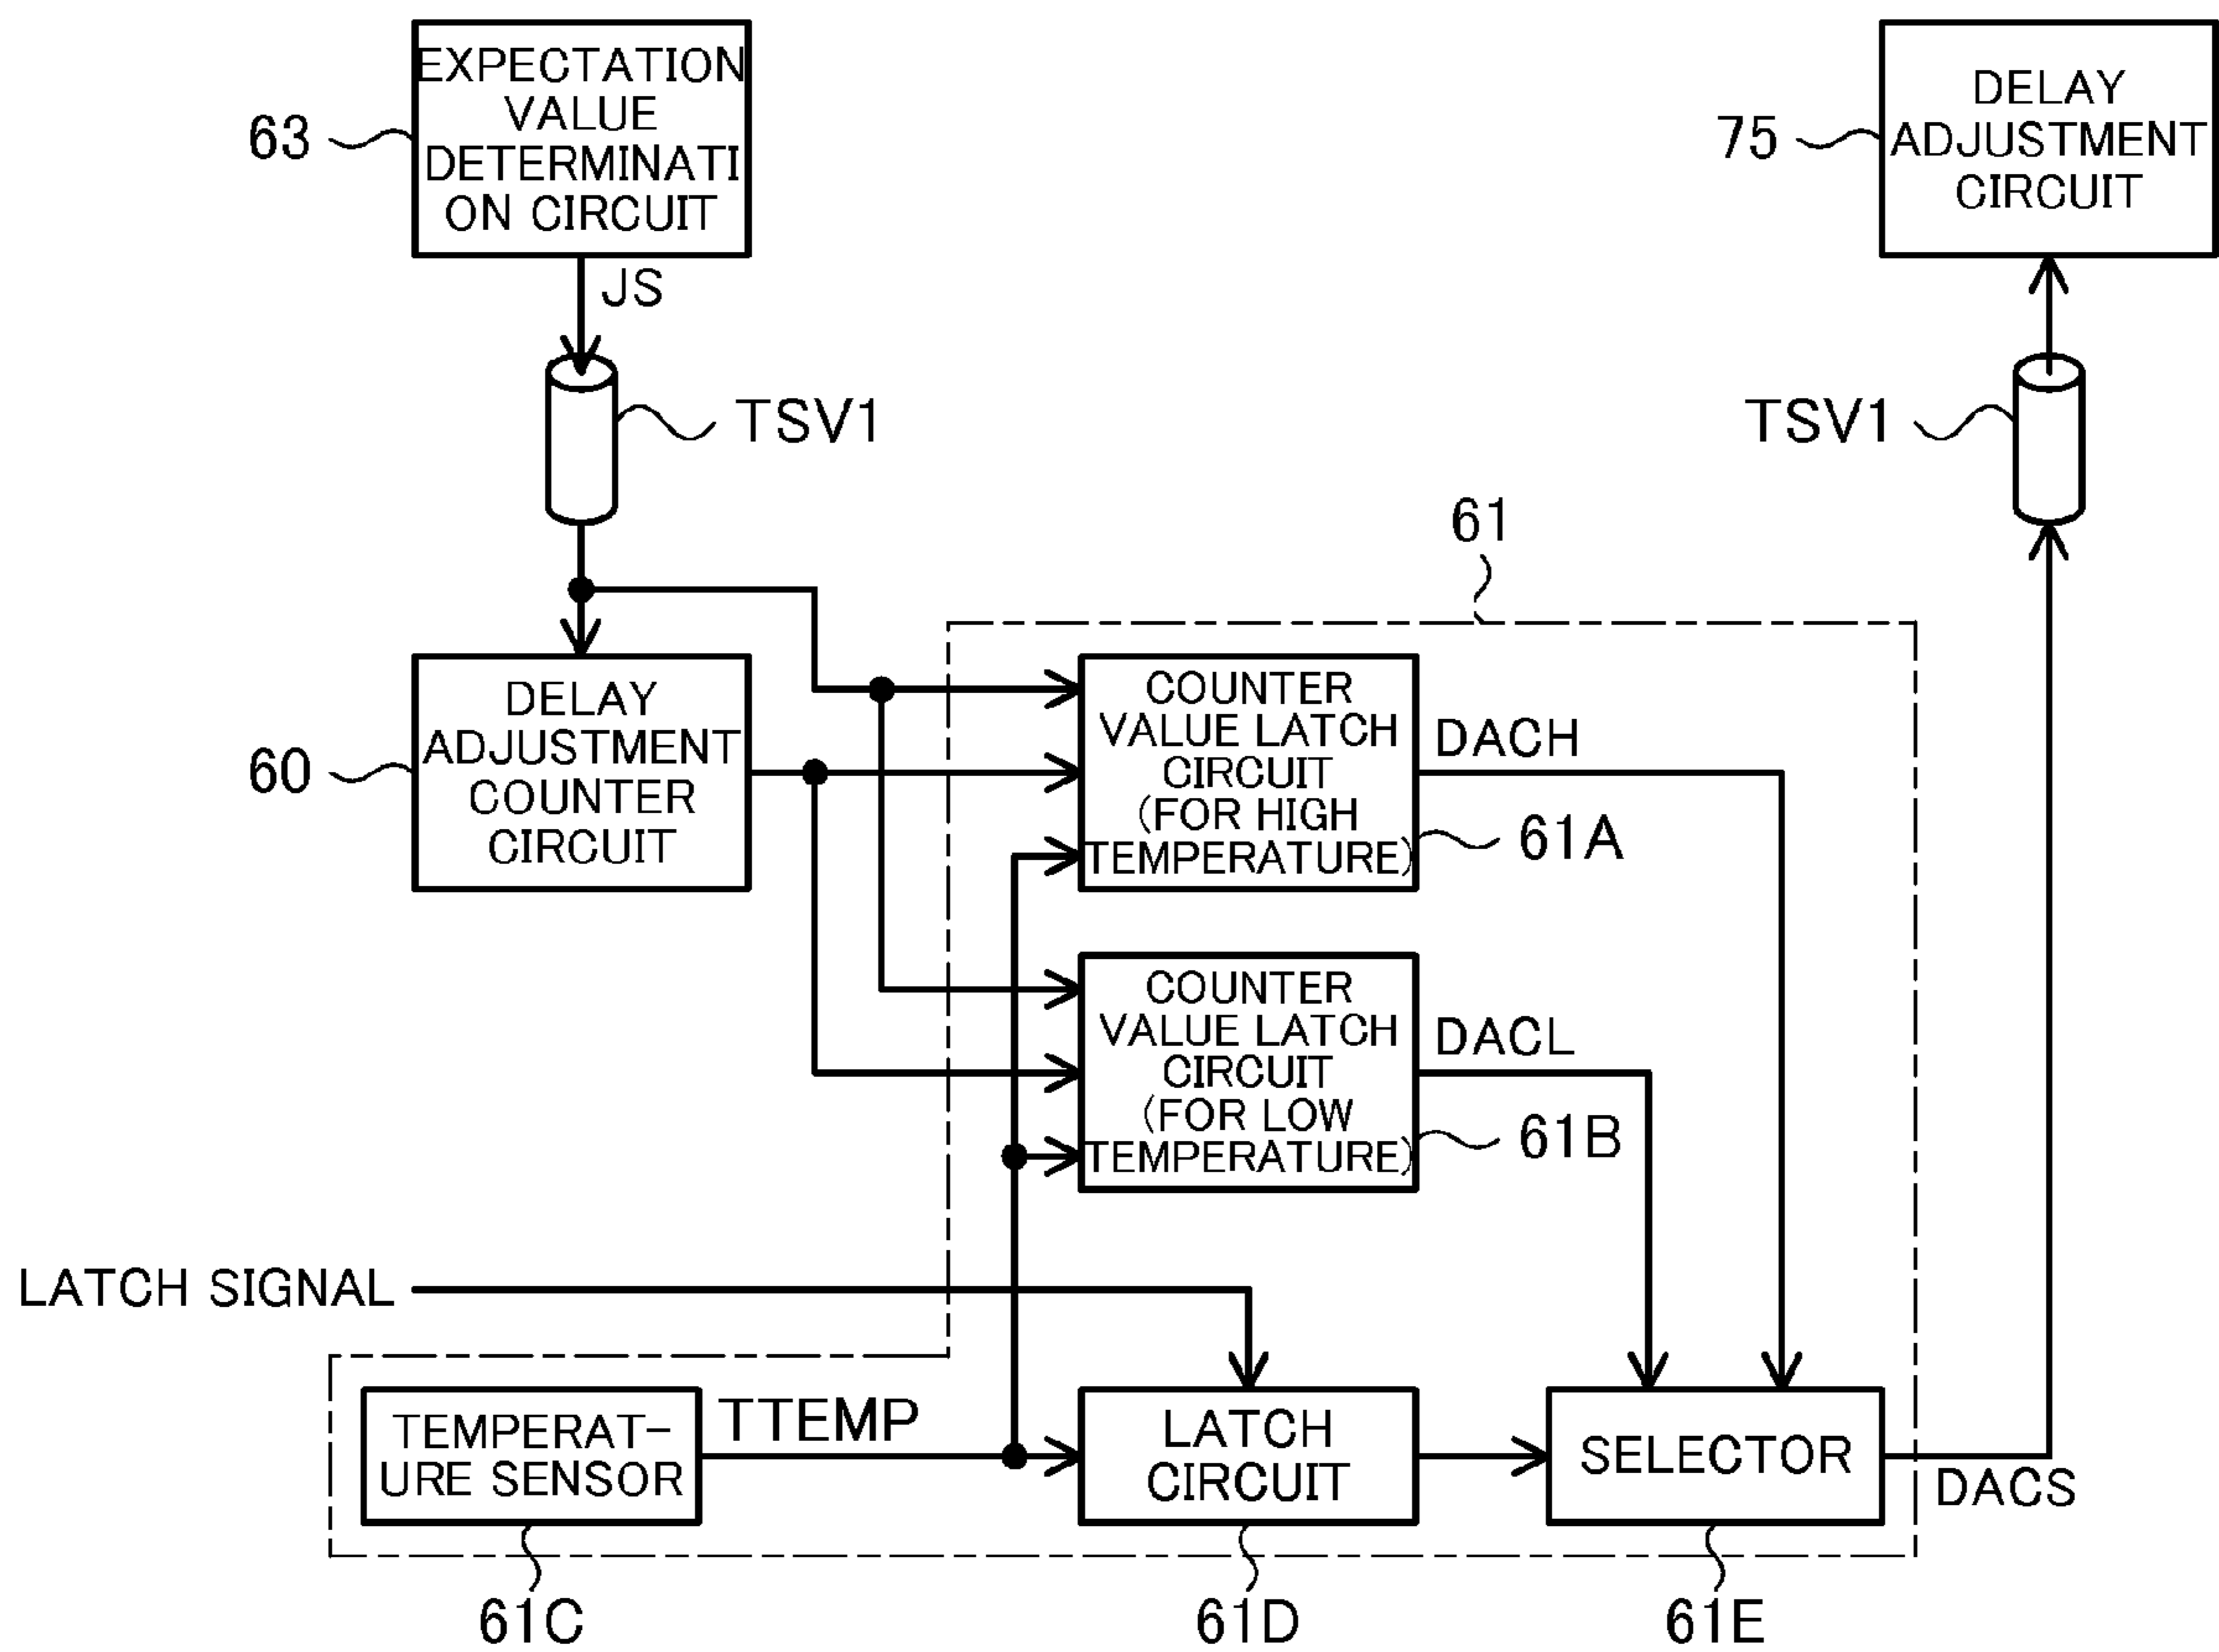 EXPECTATION
VALUE
DETERMINATI
ON CIRCUIT
63
JS
TSV1
DELAY
ADJUSTMENT
CIRCUIT
75
TSV1
61
DELAY
ADJUSTMENT
COUNTER
CIRCUIT
60
COUNTER
VALUE LATCH
CIRCUIT
(FOR HIGH
TEMPERATURE)
DACH
61A
COUNTER
VALUE LATCH
CIRCUIT
(FOR LOW
TEMPERATURE)
DACL
61B
LATCH SIGNAL
TEMPERAT-
URE SENSOR
TTEMP
LATCH
CIRCUIT
SELECTOR
DACS
61C
61D
61E